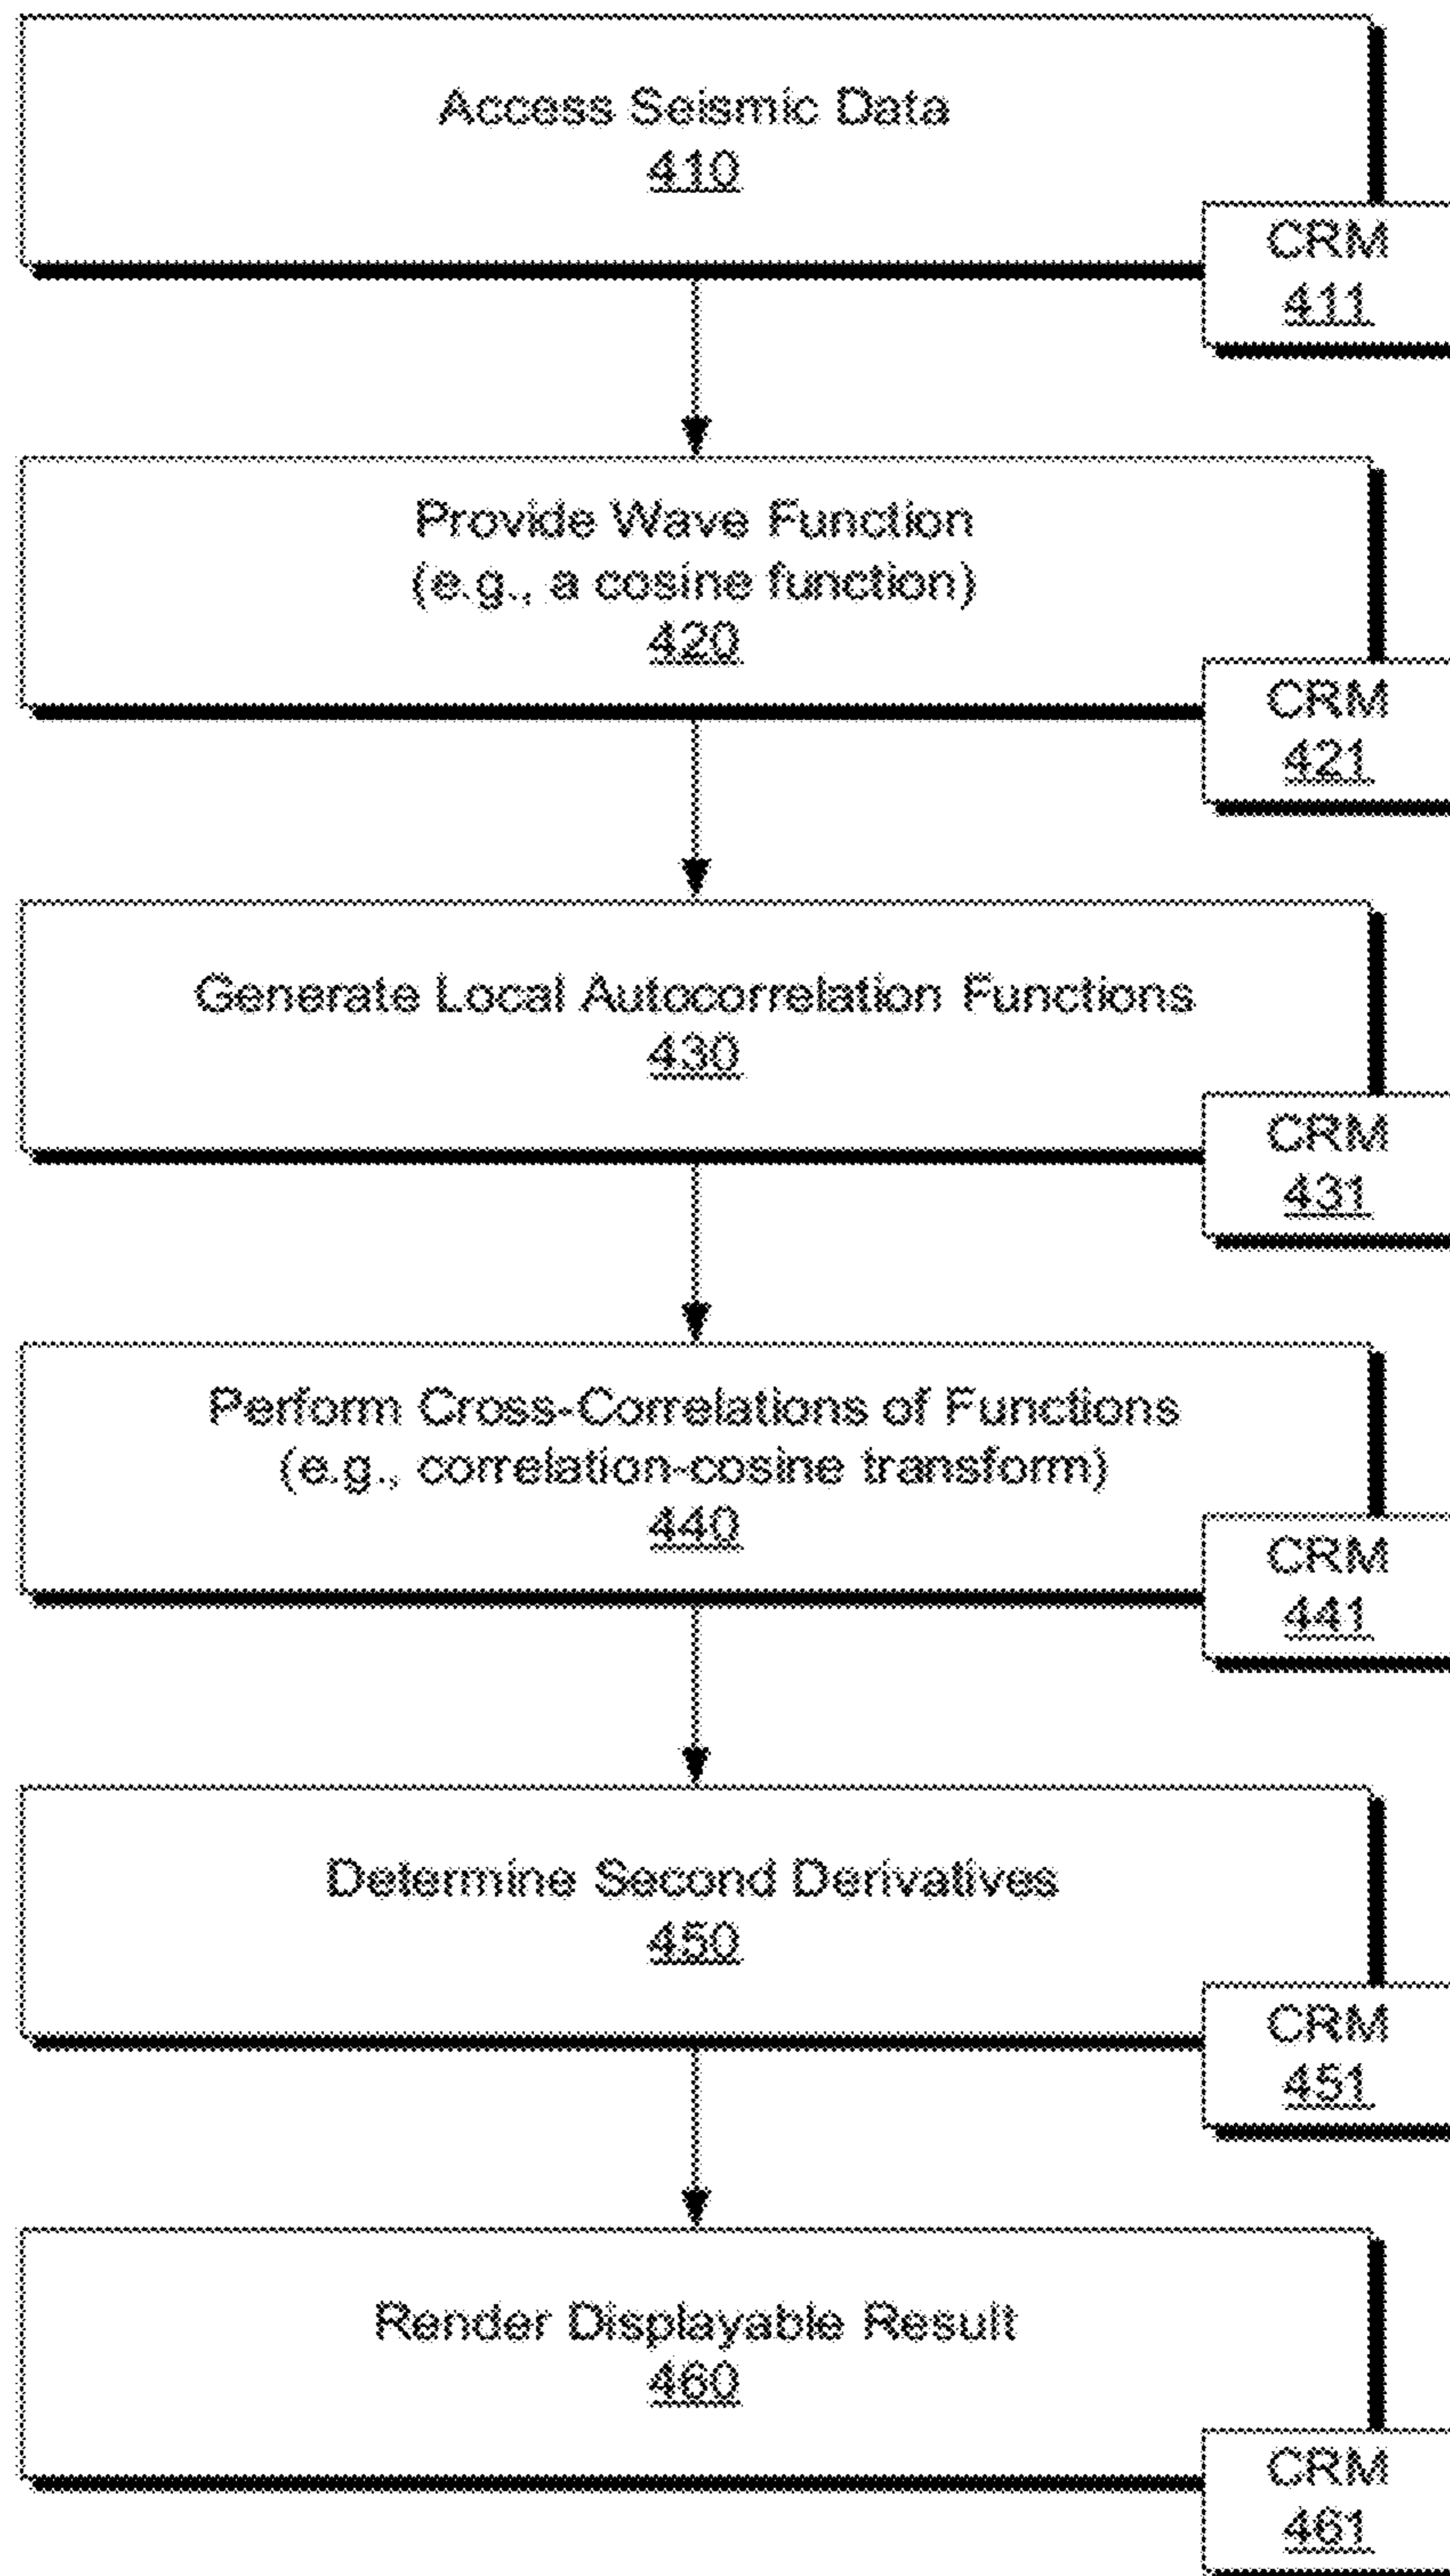 Access Seismic Data
410
CRM
411
Provide Wave Function
(e.g., a cosine function)
420
CRM
421
Generate Local Autocorrelation Functions
430
CRM
431
Perform Cross-Correlations of Functions
(e.g., correlation-cosine transform)
440
CRM
441
Determine Second Derivatives
450
CRM
451
Render Displayable Result
460
CRM
461